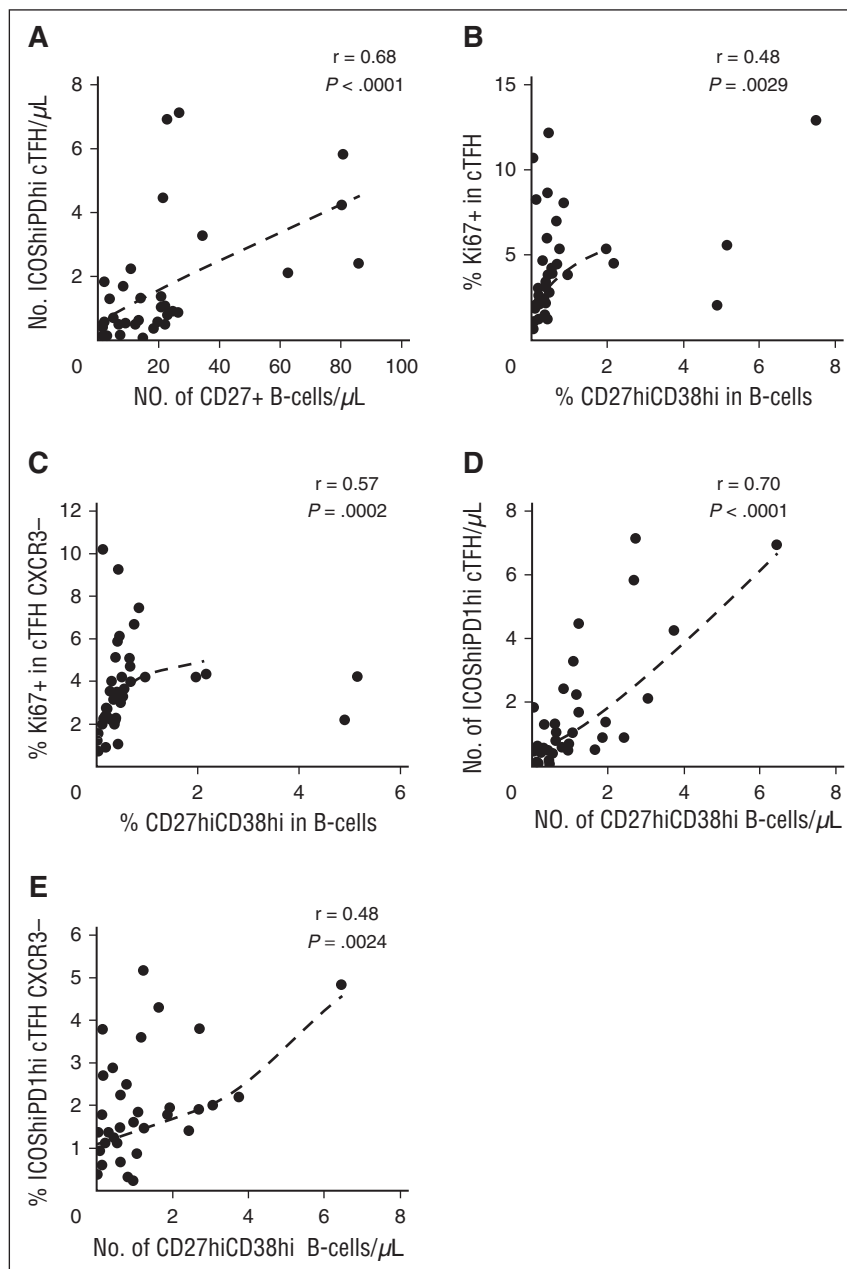 A
r = 0.68
P < .0001
No. ICOShiPDhi cTFH/µL
8
6
4
2
0
20
40
60
80
100
NO. of CD27+ B-cells/µL
B
r = 0.48
P = .0029
% Ki67+ in cTFH
15
10
5
0
2
4
6
8
% CD27hiCD38hi in B-cells
C
r = 0.57
P = .0002
% Ki67+ in cTFH CXCR3–
12
10
8
6
4
2
0
2
4
6
% CD27hiCD38hi in B-cells
D
r = 0.70
P < .0001
No. of ICOShiPD1hi cTFH/µL
8
6
4
2
0
2
4
6
8
NO. of CD27hiCD38hi B-cells/µL
E
r = 0.48
P = .0024
% ICOShiPD1hi cTFH CXCR3–
6
5
4
3
2
1
0
2
4
6
8
No. of CD27hiCD38hi B-cells/µL